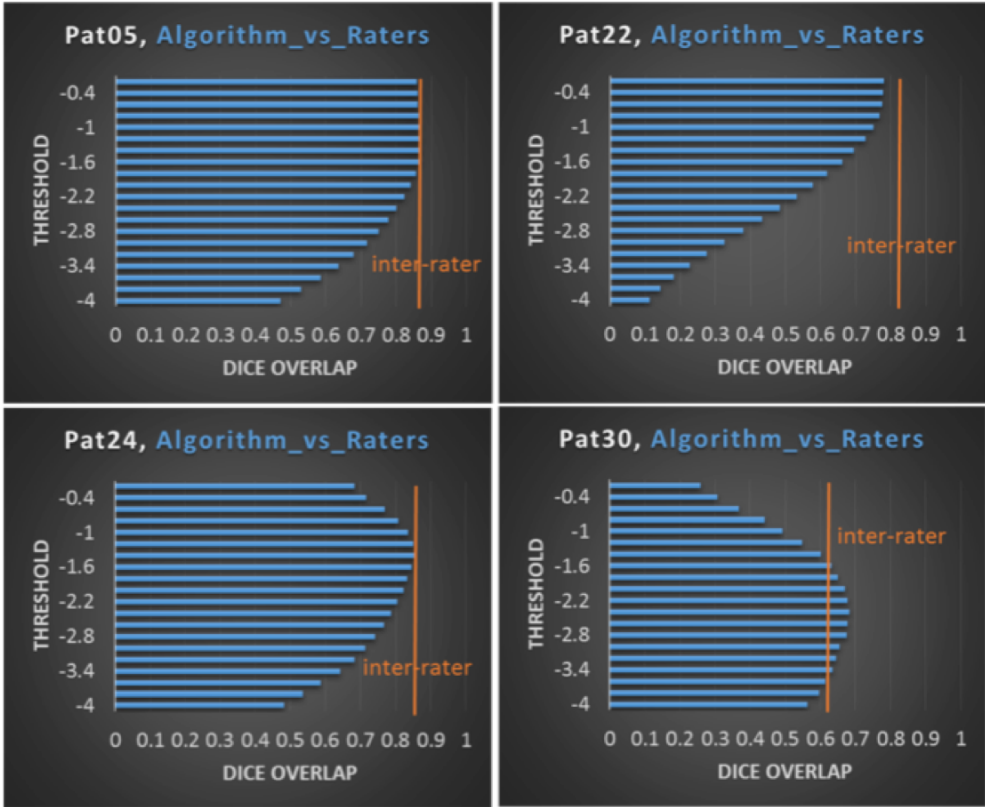 Pat05, Algorithm_vs_Raters
THRESHOLD
-0.4
-1
-1.6
-2.2
-2.8
-3.4
-4
inter-rater
0 0.1 0.2 0.3 0.4 0.5 0.6 0.7 0.8 0.9 1
DICE OVERLAP
Pat22, Algorithm_vs_Raters
THRESHOLD
-0.4
-1
-1.6
-2.2
-2.8
-3.4
-4
inter-rater
0 0.1 0.2 0.3 0.4 0.5 0.6 0.7 0.8 0.9 1
DICE OVERLAP
Pat24, Algorithm_vs_Raters
THRESHOLD
-0.4
-1
-1.6
-2.2
-2.8
-3.4
-4
inter-rater
0 0.1 0.2 0.3 0.4 0.5 0.6 0.7 0.8 0.9 1
DICE OVERLAP
Pat30, Algorithm_vs_Raters
THRESHOLD
-0.4
-1
-1.6
-2.2
-2.8
-3.4
-4
inter-rater
0 0.1 0.2 0.3 0.4 0.5 0.6 0.7 0.8 0.9 1
DICE OVERLAP